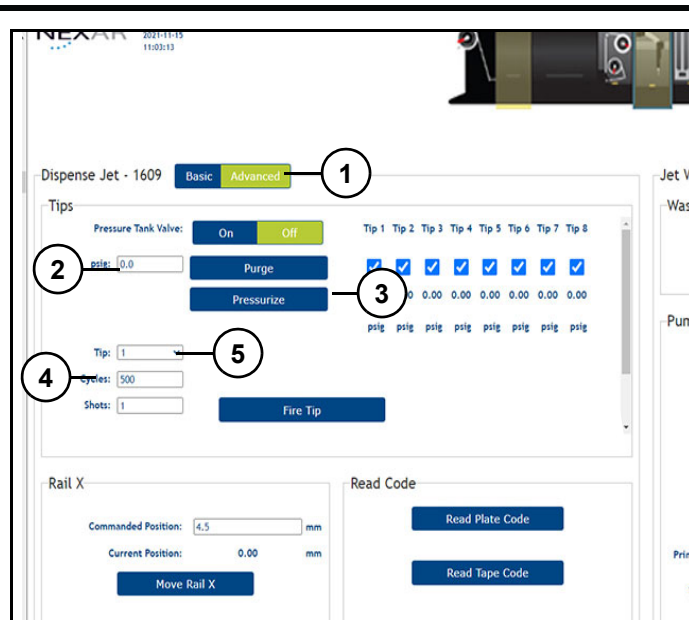 NEXAR
2021-11-15
11:03:13
Dispense Jet - 1609 Basic Advanced 1
Jet
Tips
Pressure Tank Valve: On Off Tip 1 Tip 2 Tip 3 Tip 4 Tip 5 Tip 6 Tip 7 Tip 8
2 psig: 0.0 Purge
Pressurize 3 0.00 0.00 0.00 0.00 0.00 0.00
psig psig psig psig psig psig psig psig
Tip: 1 5
4 Cycles: 500
Shots: 1 Fire Tip
Rail X
Commanded Position: 4.5 mm
Current Position: 0.00 mm
Move Rail X
Read Code
Read Plate Code
Read Tape Code